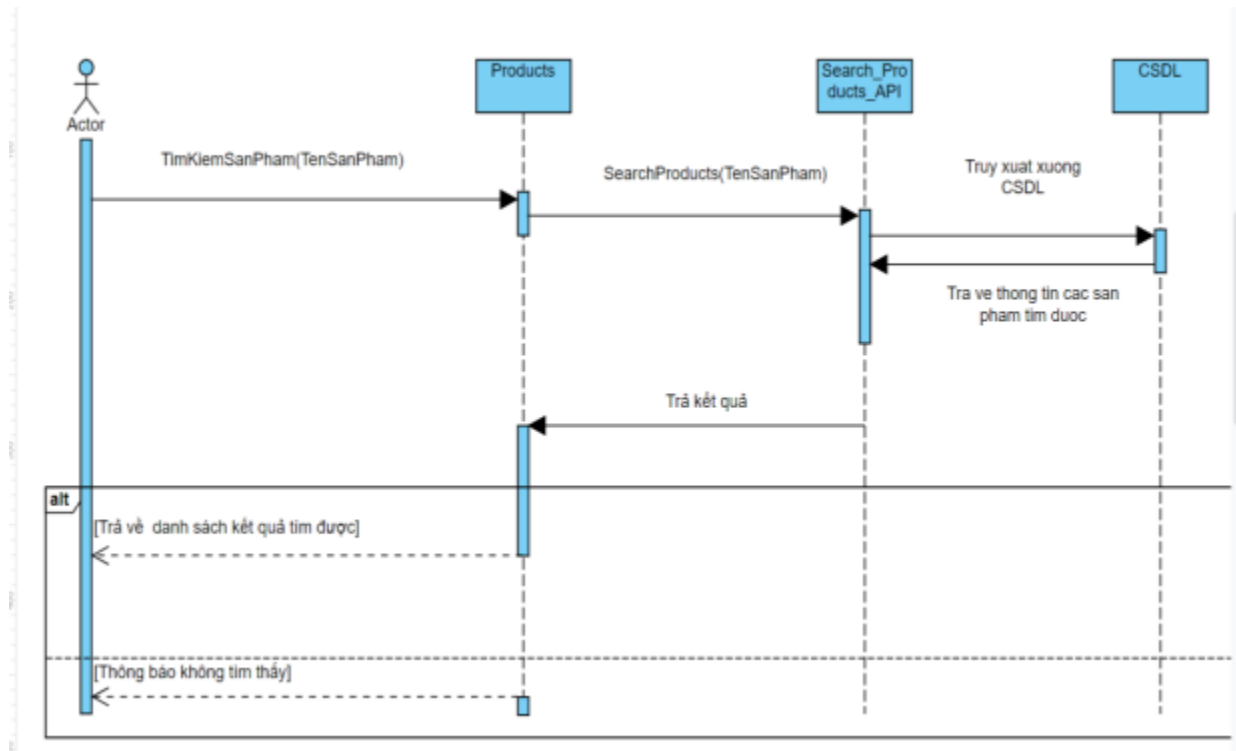 Products
Search_Pro
ducts_API
CSDL
Actor
TimKiemSanPham(TenSanPham)
SearchProducts(TenSanPham)
Truy xuat xuong
CSDL
Tra ve thong tin cac san
pham tim duoc
Trả kết quả
alt
[Trả về danh sách kết quả tìm được]
[Thông báo không tìm thấy]